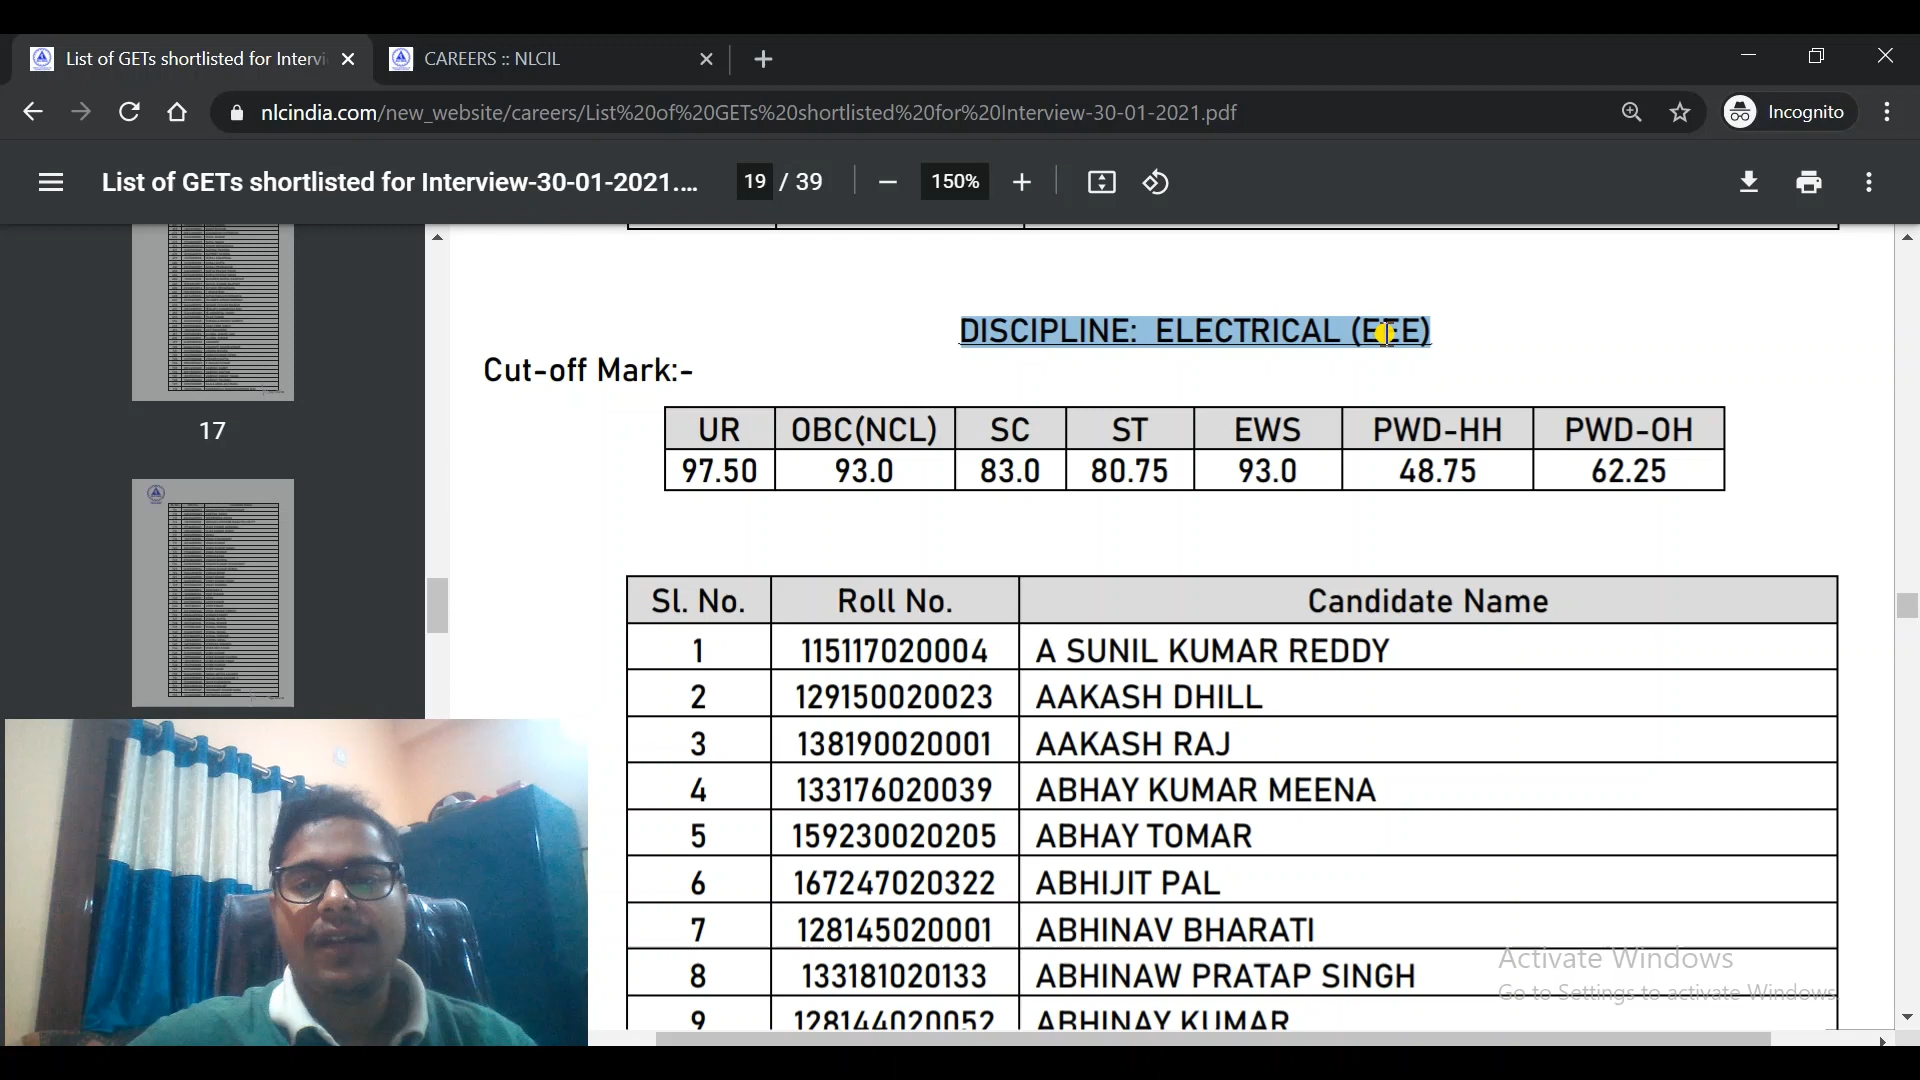 List of GETs shortlisted for Intervi
CAREERS :: NLCIL
nlcindia.com/new_website/careers/List%20of%20GETs%20shortlisted%20for%20Interview-30-01-2021.pdf
Incognito
List of GETs shortlisted for Interview-30-01-2021....
19 / 39
150%
17
DISCIPLINE: ELECTRICAL (EEE)
Cut-off Mark:-
UR OBC(NCL) SC ST EWS PWD-HH PWD-OH
97.50 93.0 83.0 80.75 93.0 48.75 62.25
Sl. No. Roll No. Candidate Name
1 115117020004 A SUNIL KUMAR REDDY
2 129150020023 AAKASH DHILL
3 138190020001 AAKASH RAJ
4 133176020039 ABHAY KUMAR MEENA
5 159230020205 ABHAY TOMAR
6 167247020322 ABHIJIT PAL
7 128145020001 ABHINAV BHARATI
8 133181020133 ABHINAW PRATAP SINGH
9 128144020052 ABHINAY KUMAR
Activate Windows
Go to Settings to activate Windows.